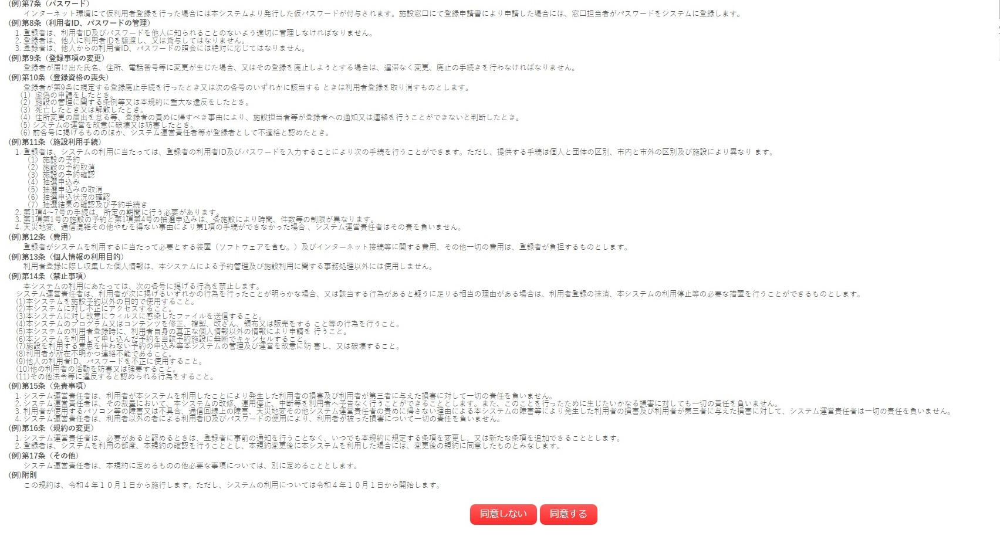 (例)第7条（パスワード）
インターネット環境にて仮利用者登録を行った場合には本システムより発行した仮パスワードが付与されます。施設窓口にて登録申請書により申請した場合には、窓口担当者がパスワードをシステムに登録します。
(例)第8条（利用者ID、パスワードの管理）
1. 登録者は、利用者ID及びパスワードを他人に知られることのないよう適切に管理しなければなりません。
2. 登録者は、他人に利用者IDを譲渡し、又は貸与してはなりません。
3. 登録者は、他人からの利用者ID、パスワードの照会には絶対に応じてはなりません。
(例)第9条（登録事項の変更）
登録者が届け出た氏名、住所、電話番号等に変更が生じた場合、又はその登録を廃止しようとする場合は、遅滞なく変更、廃止の手続きを行わなければなりません。
(例)第10条（登録資格の喪失）
登録者が第9条に規定する登録廃止手続を行ったとき又は次の各号のいずれかに該当する ときは利用者登録を取り消すものとします。
（1）虚偽の申請をしたとき。
（2）施設の管理に関する条例等又は本規約に重大な違反をしたとき。
（3）死亡したとき又は解散したとき。
（4）住所変更の届出を怠る等、登録者の責めに帰すべき事由により、施設担当者等が登録者への通知又は連絡を行うことができないと判断したとき。
（5) システムの運営を故意に破壊又は妨害したとき。
（6) 前各号に掲げるもののほか、システム運営責任者等が登録者として不適格と認めたとき。
(例)第11条（施設利用手続）
1. 登録者は、システムの利用に当たっては、登録者の利用者ID及びパスワードを入力することにより次の手続を行うことができます。ただし、提供する手続は個人と団体の区別、市内と市外の区別及び施設により異なり ます。
（1）施設の予約
（2）施設の予約取消
（3）施設の予約確認
（4）抽選申込み
（5）抽選申込みの取消
（6）抽選申込状況の確認
（7）抽選結果の確認及び予約手続き
2. 第1項4～7号の手続は、所定の期間に行う必要があります。
3. 第1項第1号の施設の予約と第1項第4号の抽選申込みは、各施設により時間、件数等の制限が異なります。
4. 天災地変、通信混雑その他やむを得ない事由により第1項の手続ができなかった場合 、システム運営責任者はその責を負いません。
(例)第12条（費用）
登録者がシステムを利用するに当たって必要とする装置（ソフトウェアを含む。）及びインターネット接続等に関する費用、その他一切の費用は、登録者が負担するものとします。
(例)第13条（個人情報の利用目的）
利用者登録に際し収集した個人情報は、本システムによる予約管理及び施設利用に関する事務処理以外には使用しません。
(例)第14条（禁止事項）
本システムの利用にあたっては、次の各号に掲げる行為を禁止します。
システム運営責任者は、利用者が次に掲げるいずれかの行為を行ったことが明らかな場合、又は該当する行為があると疑うに足りる相当の理由がある場合は、利用者登録の抹消、本システムの利用停止等の必要な措置を行うことができるものとします。
(1)本システムを施設予約以外の目的で使用すること。
(2)本システムに対し不正にアクセスすること。
(3)本システムに対し故意にウィルスに感染したファイルを送信すること。
(4)本システムのプログラム又はコンテンツを修正、複製、改ざん、頒布又は販売をする こと等の行為を行うこと。
(5)本システムの利用者登録時に、利用者自身の真正な個人情報以外の情報により申請を 行うこと。
(6)本システムを利用して申し込んだ予約を当該予約施設に無断でキャンセルすること。
(7)施設を利用する意思を伴わない予約の申込み等本システムの管理及び運営を故意に妨 害し、又は破壊すること。
(8)利用者が所在不明かつ連絡不能であること。
(9)他人の利用者ID、パスワードを不正に使用すること。
(10)他の利用者の活動を妨害又は強要すること。
(11)その他法令等に違反すると認められる行為をすること。
(例)第15条（免責事項）
1. システム運営責任者は、利用者が本システムを利用したことにより発生した利用者の損害及び利用者が第三者に与えた損害に対して一切の責任を負いません。
2. システム運営責任者は、その裁量において、本システムの改修、運用停止、中断等を利用者へ予告なく行うことができることとします。また、このことを行ったために生じたいかなる損害に対しても一切の責任を負いません。
3. 利用者が使用するパソコン等の障害又は不具合、通信回線上の障害、天災地変その他システム運営責任者の責めに帰さない理由による本システムの障害等により発生した利用者の損害及び利用者が第三者に与えた損害に対して、システム運営責任者は一切の責任を負いません。
4. システム運営責任者は、利用者以外の者による利用者ID及びパスワードの使用により、利用者が被った損害について一切の責任を負いません。
(例)第16条（規約の変更）
1. システム運営責任者は、必要があると認めるときは、登録者に事前の通知を行うことなく、いつでも本規約に規定する条項を変更し、又は新たな条項を追加できることとします。
2. 登録者は、システムを利用の都度、本規約の確認を行うこととし、本規約変更後に本システムを利用した場合には、変更後の規約に同意したものとみなします。
(例)第17条（その他）
システム運営責任者は、本規約に定めるものの他必要な事項については、別に定めることとします。
(例)附則
この規約は、令和４年１０月１日から施行します。ただし、システムの利用については令和４年１０月１日から開始します。
同意しない 同意する